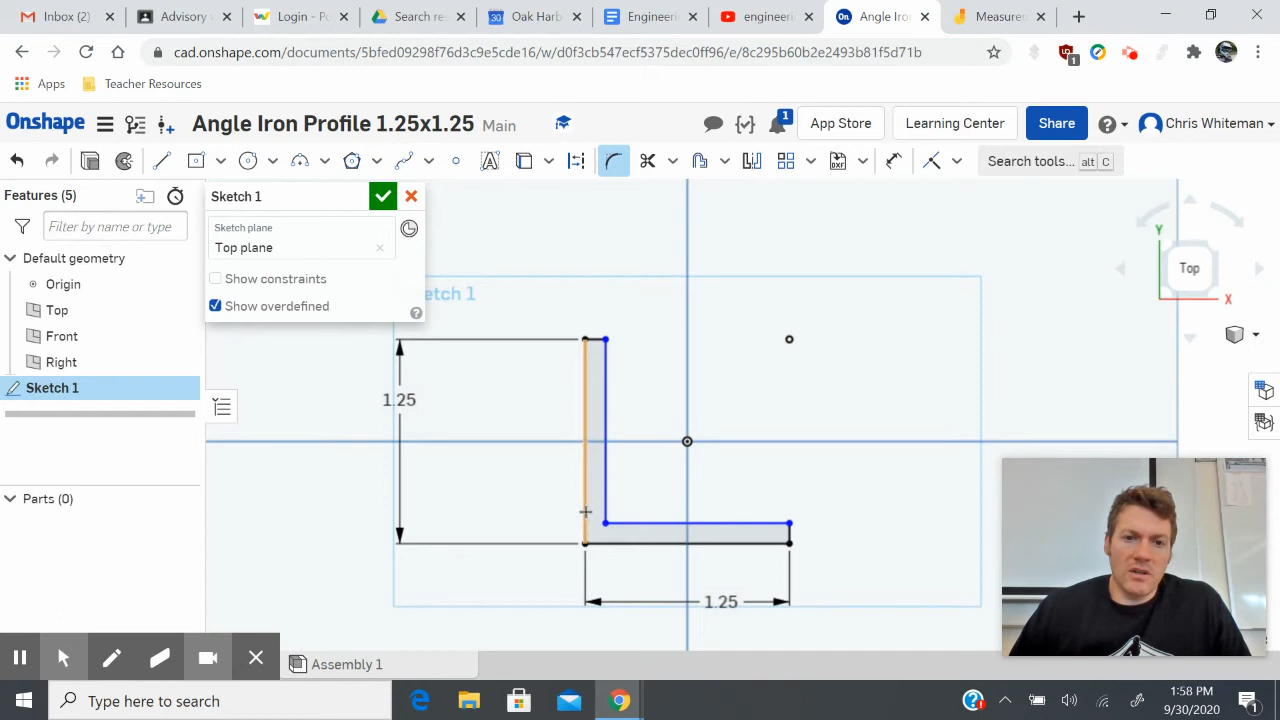 Inbox (2)
Advisory
Login - P
Search re
Oak Harb
Engineeri
engineeri
Angle Iron
Measure
cad.onshape.com/documents/5bfed09298f76d3c9e5cde16/w/d0f3cb547ecf5375dec0ff96/e/8c295b60b2e2493b81f5d71b
1
Apps
Teacher Resources
Onshape
Angle Iron Profile 1.25x1.25
Main
1
App Store
Learning Center
Share
Chris Whiteman
Search tools...
alt
C
Features (5)
Filter by name or type
Default geometry
Origin
Top
Front
Right
Sketch 1
Parts (0)
Sketch 1
Sketch plane
Top plane
Show constraints
Show overdefined
etch 1
1.25
1.25
Y
Top
X
Assembly 1
Type here to search
1:58 PM
9/30/2020
1